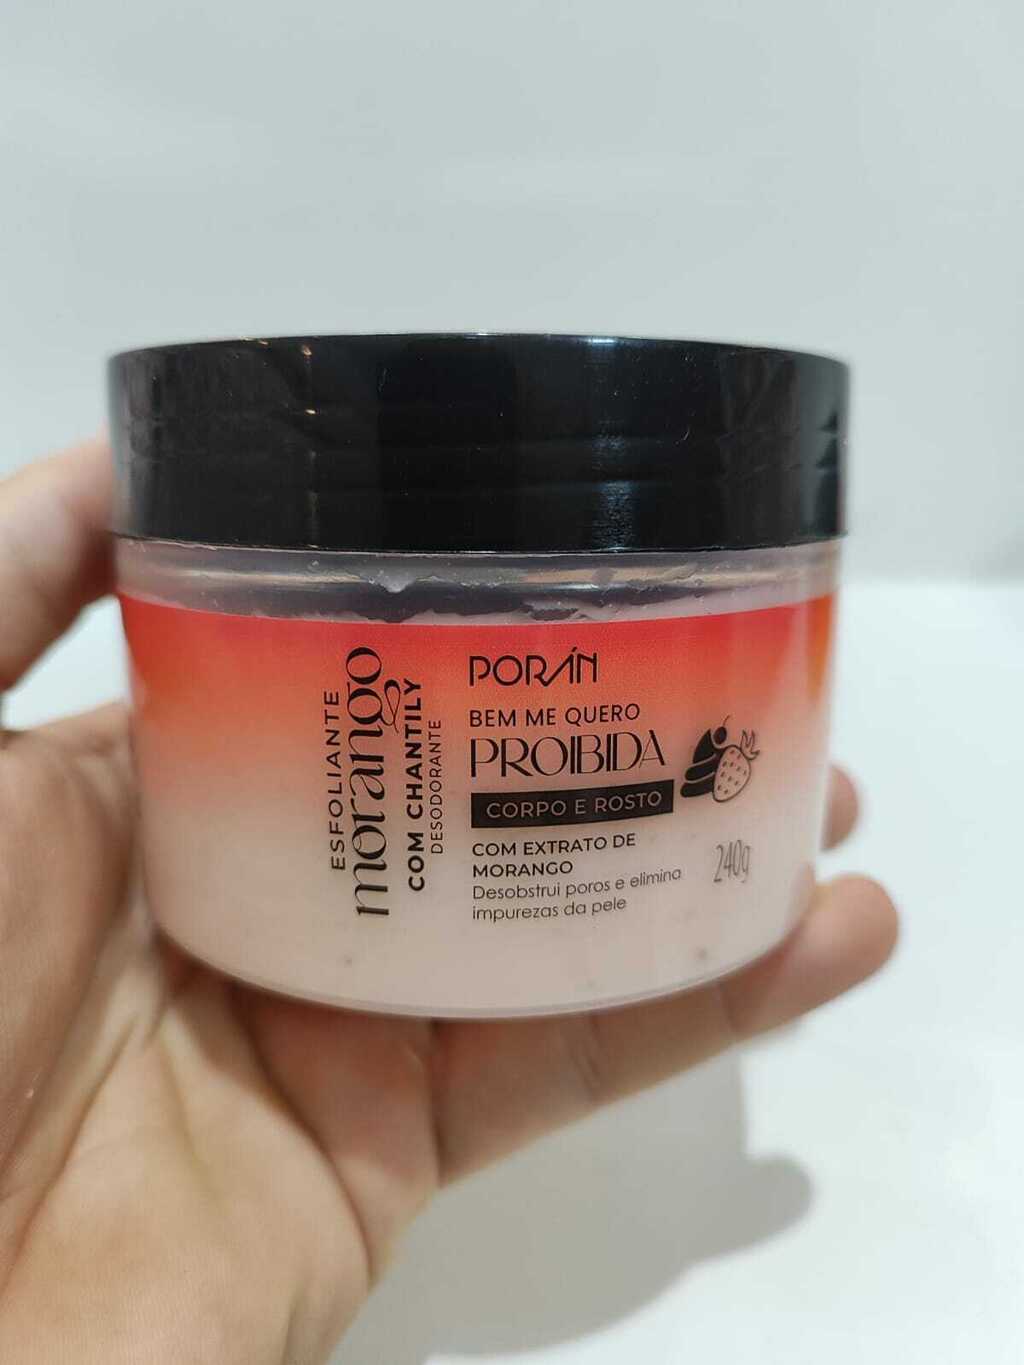 ESFOLIANTE
morango
COM CHANTILY
DESODORANTE
PORÁN
BEM ME QUERO
PROIBIDA
CORPO E ROSTO
COM EXTRATO DE
MORANGO
Desobstrui poros e elimina
impurezas da pele
240g